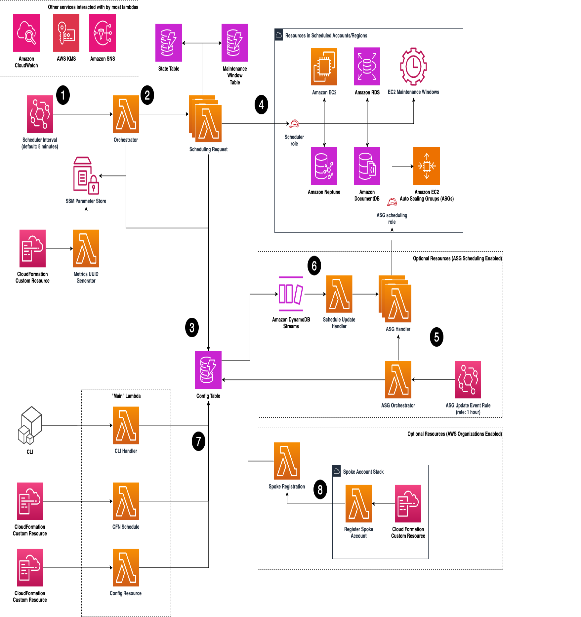 Other services interacted with by most lambdas
Amazon
CloudWatch
AWS KMS
Amazon SNS
State Table
Maintenance
Window
Table
Resources in Scheduled Accounts/Regions
Amazon EC2
Amazon RDS
EC2 Maintenance Windows
1
2
4
Scheduler Interval
(default: 5 minutes)
Orchestrator
Scheduling Request
Scheduler
role
SSM Parameter Store
Amazon Neptune
Amazon
DocumentDB
Amazon EC2
Auto Scaling Groups (ASGs)
ASG scheduling
role
CloudFormation
Custom Resource
Metrics UUID
Generator
Optional Resources (ASG Scheduling Enabled)
6
Amazon DynamoDB
Streams
Schedule Update
Handler
ASG Handler
3
5
Config Table
ASG Orchestrator
ASG Update Event Rule
(rate: 1 hour)
"Main" Lambda
CLI
CLI Handler
7
Optional Resources (AWS Organizations Enabled)
Spoke Registration
Spoke Account Stack
8
Register Spoke
Account
Cloud Formation
Custom Resource
CloudFormation
Custom Resource
CFN Schedule
CloudFormation
Custom Resource
Config Resource